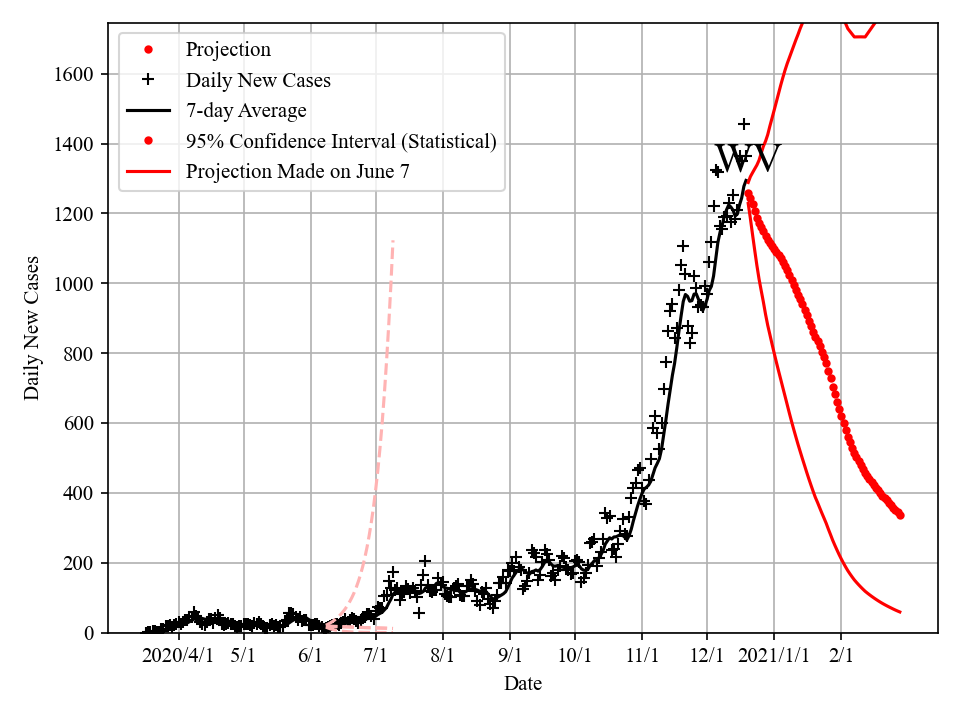 Projection
Daily New Cases
7-day Average
95% Confidence Interval (Statistical)
Projection Made on June 7
1600
1400
1200
1000
800
600
400
200
0
Daily New Cases
2020/4/1 5/1 6/1 7/1 8/1 9/1 10/1 11/1 12/1 2021/1/1 2/1
Date